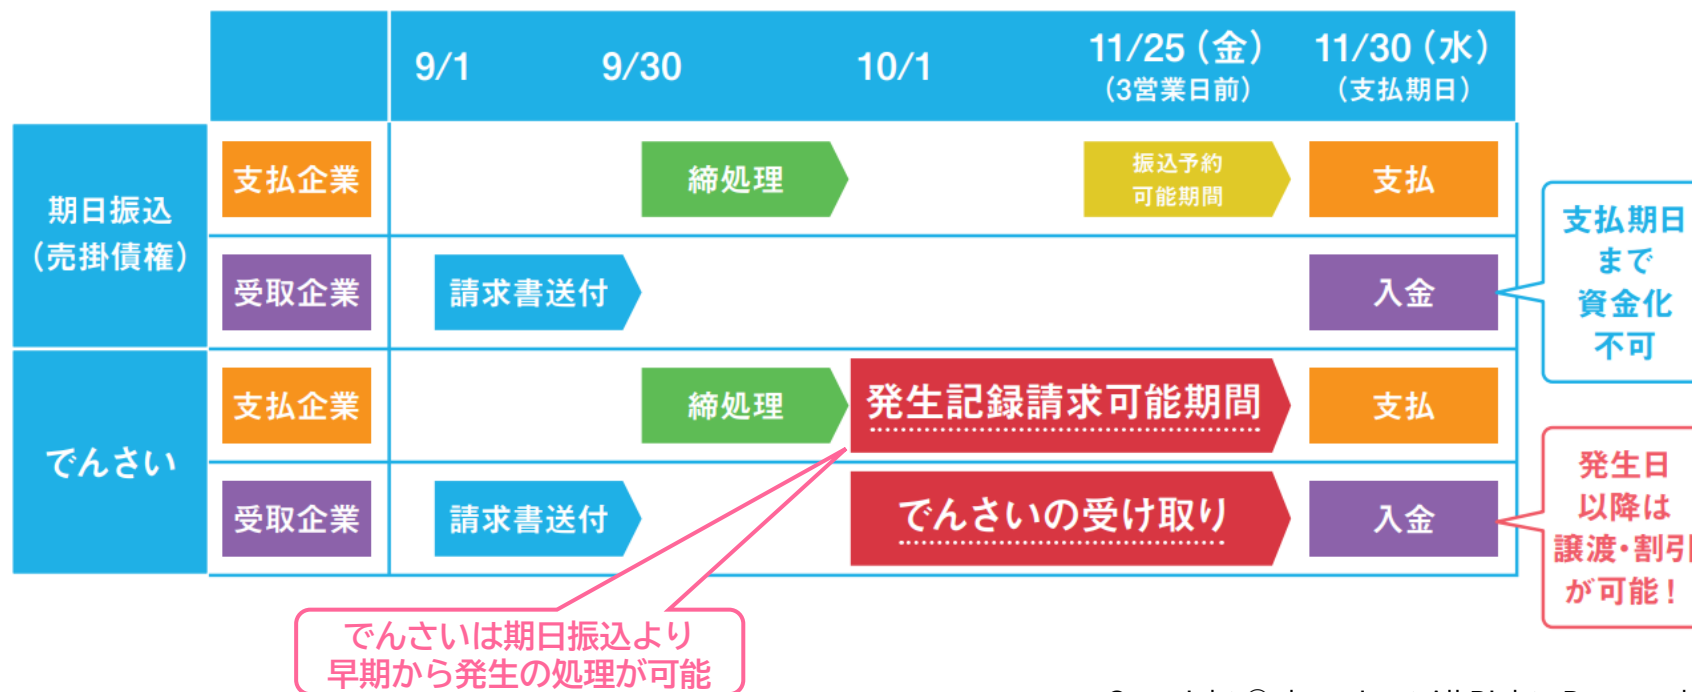 9/1 9/30 10/1 11/25（金） 11/30（水）
（3営業日前） （支払期日）
期日振込
（売掛債権）
支払企業 締処理 振込予約
可能期間 支払
受取企業 請求書送付 入金
支払期日
まで
資金化
不可
でんさい
支払企業 締処理 発生記録請求可能期間 支払
受取企業 請求書送付 でんさいの受け取り 入金
発生日
以降は
譲渡・割引
が可能！
でんさいは期日振込より
早期から発生の処理が可能